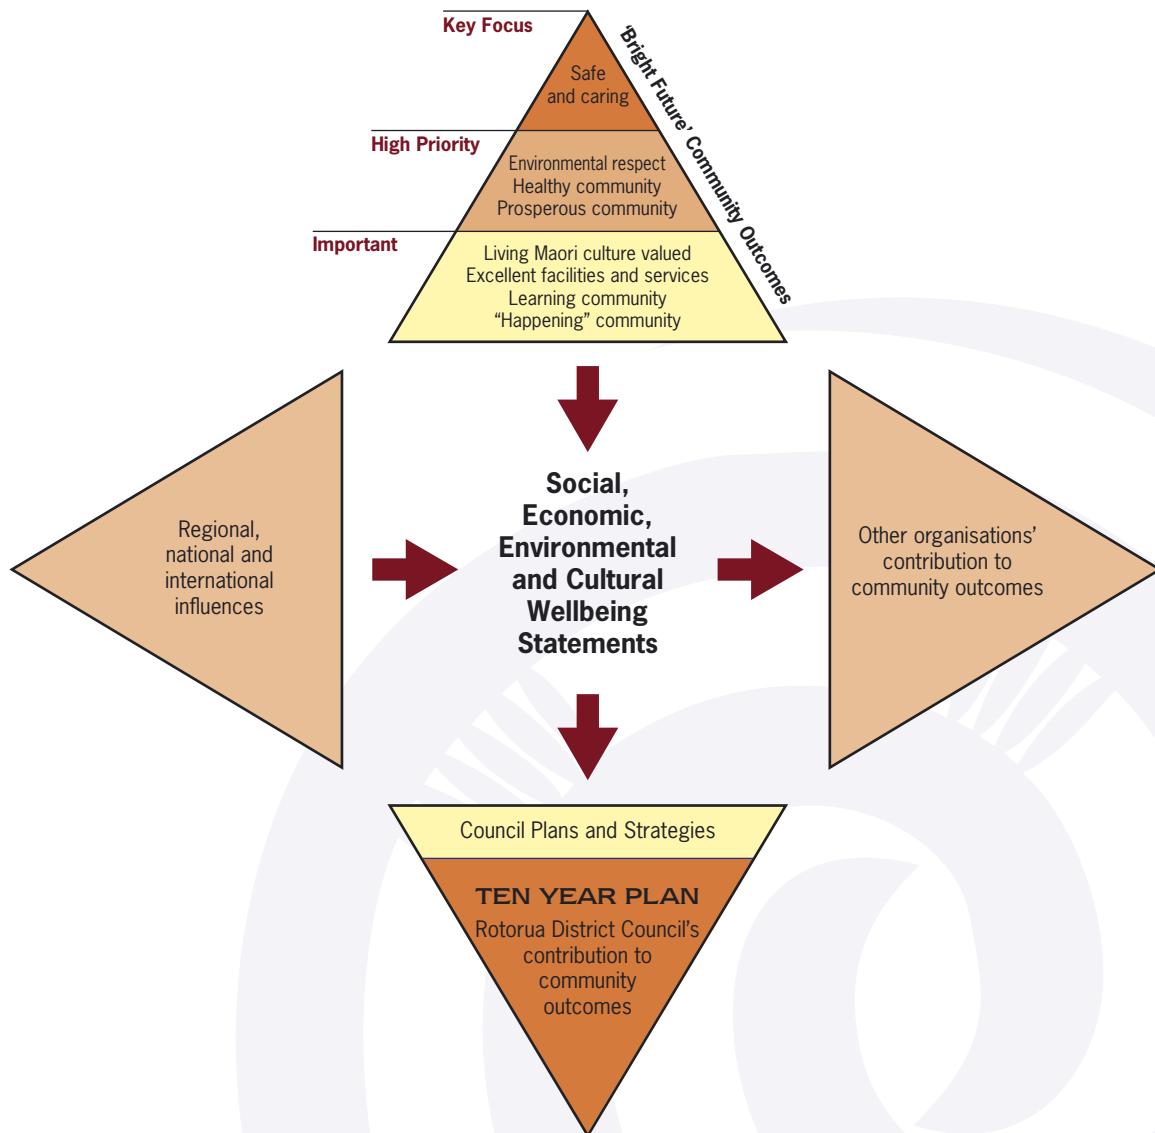 Key Focus
Safe
and caring
'Bright Future' Community Outcomes
High Priority
Environmental respect
Healthy community
Prosperous community
Important
Living Maori culture valued
Excellent facilities and services
Learning community
“Happening” community
Regional,
national and
international
influences
Social,
Economic,
Environmental
and Cultural
Wellbeing
Statements
Other organisations’
contribution to
community outcomes
Council Plans and Strategies
TEN YEAR PLAN
Rotorua District Council’s
contribution to
community
outcomes